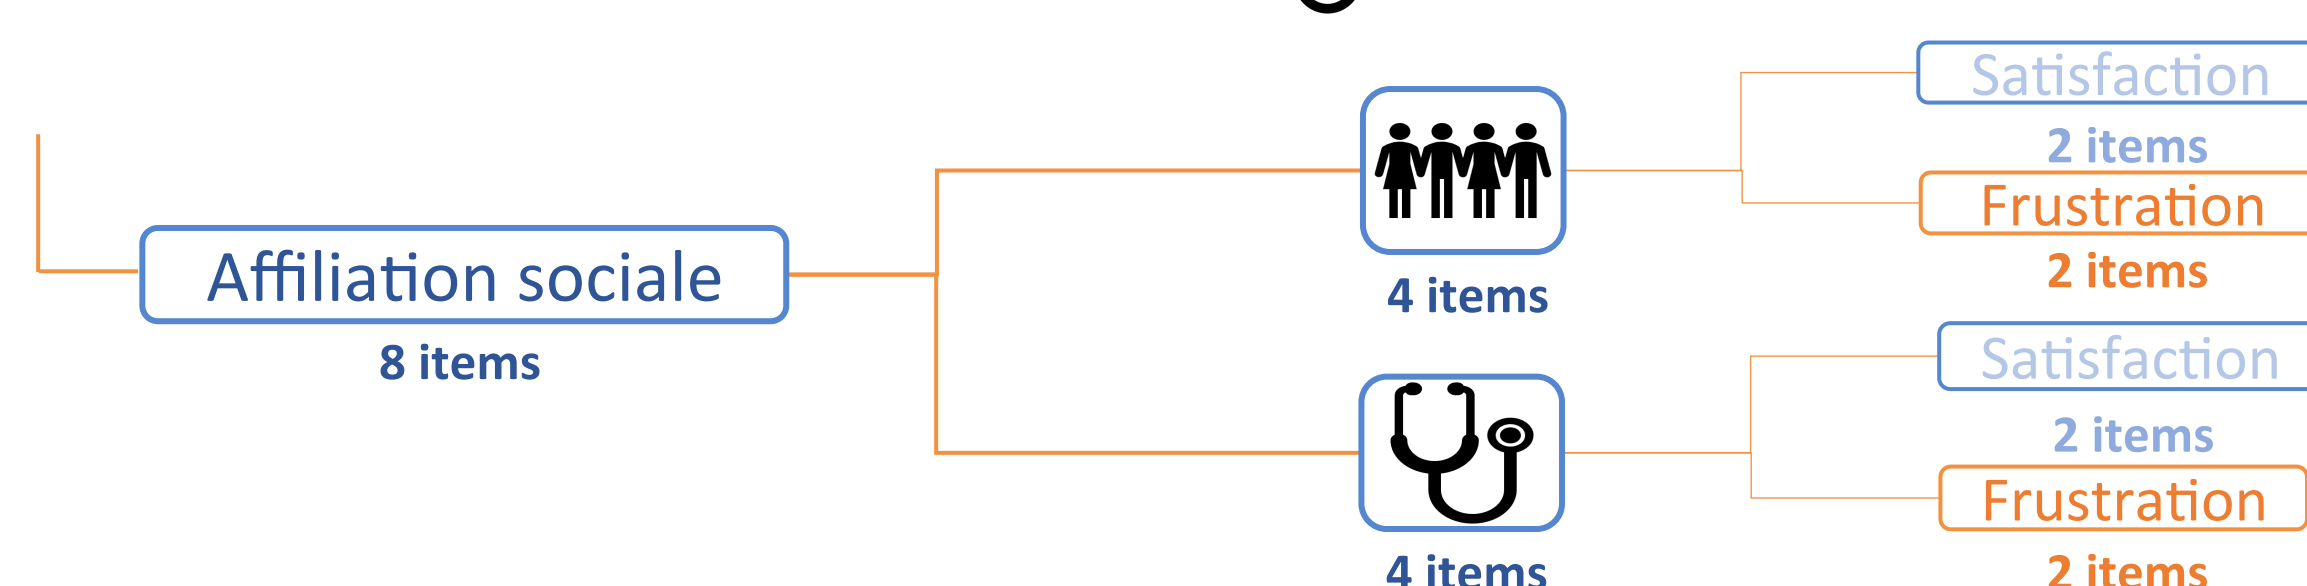 Satisfaction
2 items
Frustration
2 items
Affiliation sociale
8 items
4 items
Satisfaction
2 items
Frustration
2 items
4 items